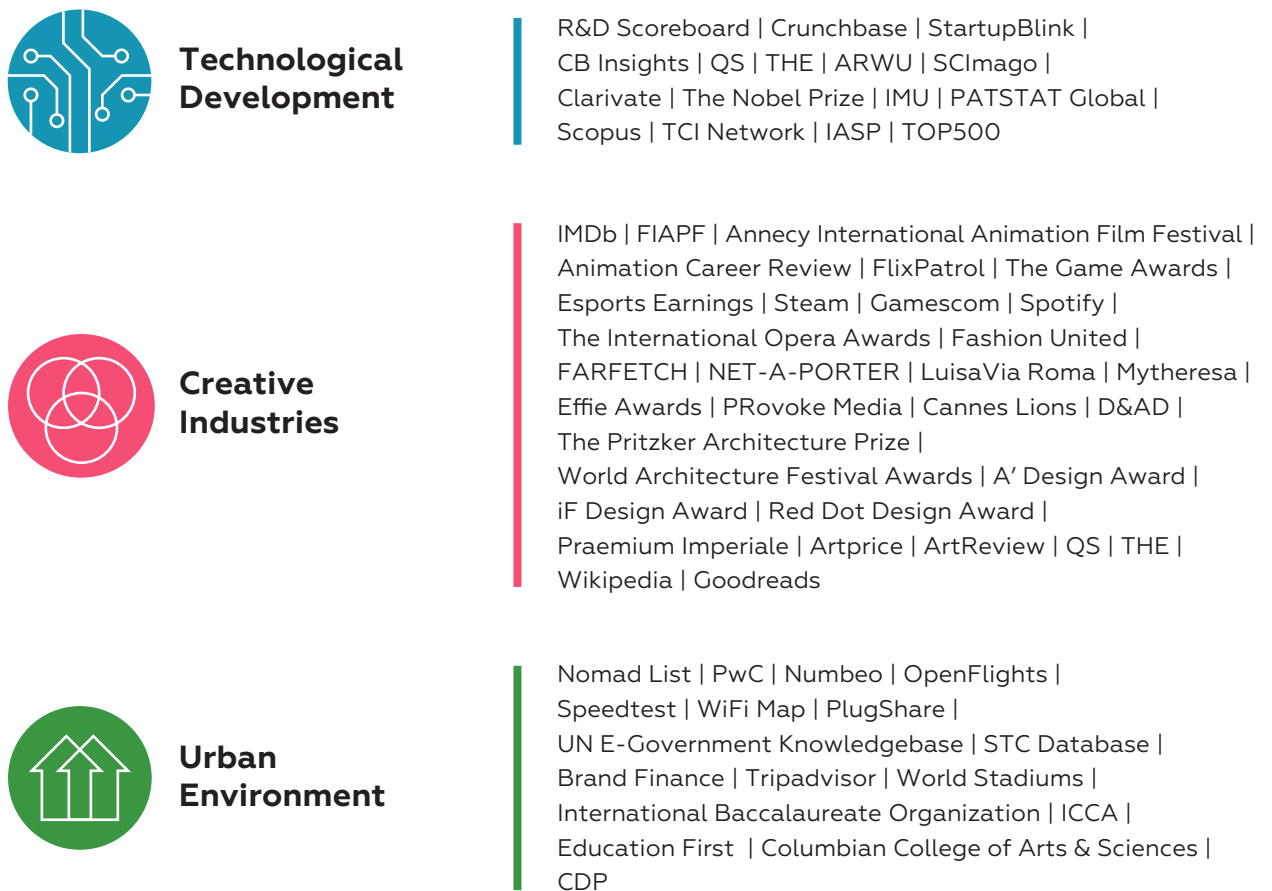 Technological
Development
R&D Scoreboard | Crunchbase | StartupBlink |
CB Insights | QS | THE | ARWU | SCImago |
Clarivate | The Nobel Prize | IMU | PATSTAT Global |
Scopus | TCI Network | IASP | TOP500
Creative
Industries
IMDb | FIAPF | Annecy International Animation Film Festival |
Animation Career Review | FlixPatrol | The Game Awards |
Esports Earnings | Steam | Gamescom | Spotify |
The International Opera Awards | Fashion United |
FARFETCH | NET-A-PORTER | LuisaVia Roma | Mytheresa |
Effie Awards | PRovoke Media | Cannes Lions | D&AD |
The Pritzker Architecture Prize |
World Architecture Festival Awards | A’ Design Award |
iF Design Award | Red Dot Design Award |
Praemium Imperiale | Artprice | ArtReview | QS | THE |
Wikipedia | Goodreads
Urban
Environment
Nomad List | PwC | Numbeo | OpenFlights |
Speedtest | WiFi Map | PlugShare |
UN E-Government Knowledgebase | STC Database |
Brand Finance | Tripadvisor | World Stadiums |
International Baccalaureate Organization | ICCA |
Education First | Columbian College of Arts & Sciences |
CDP